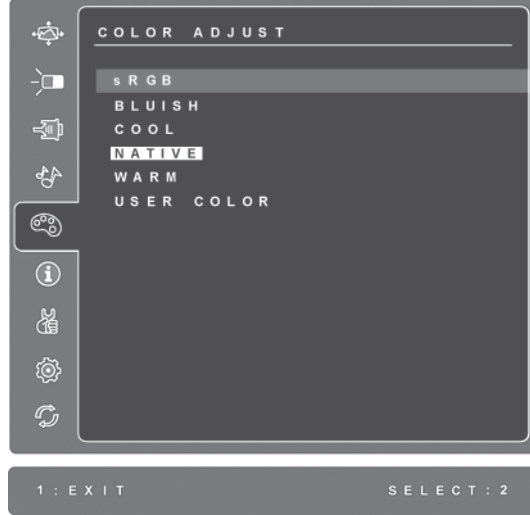 COLOR ADJUST
sRGB
BLUISH
COOL
NATIVE
WARM
USER COLOR
1:EXIT SELECT:2